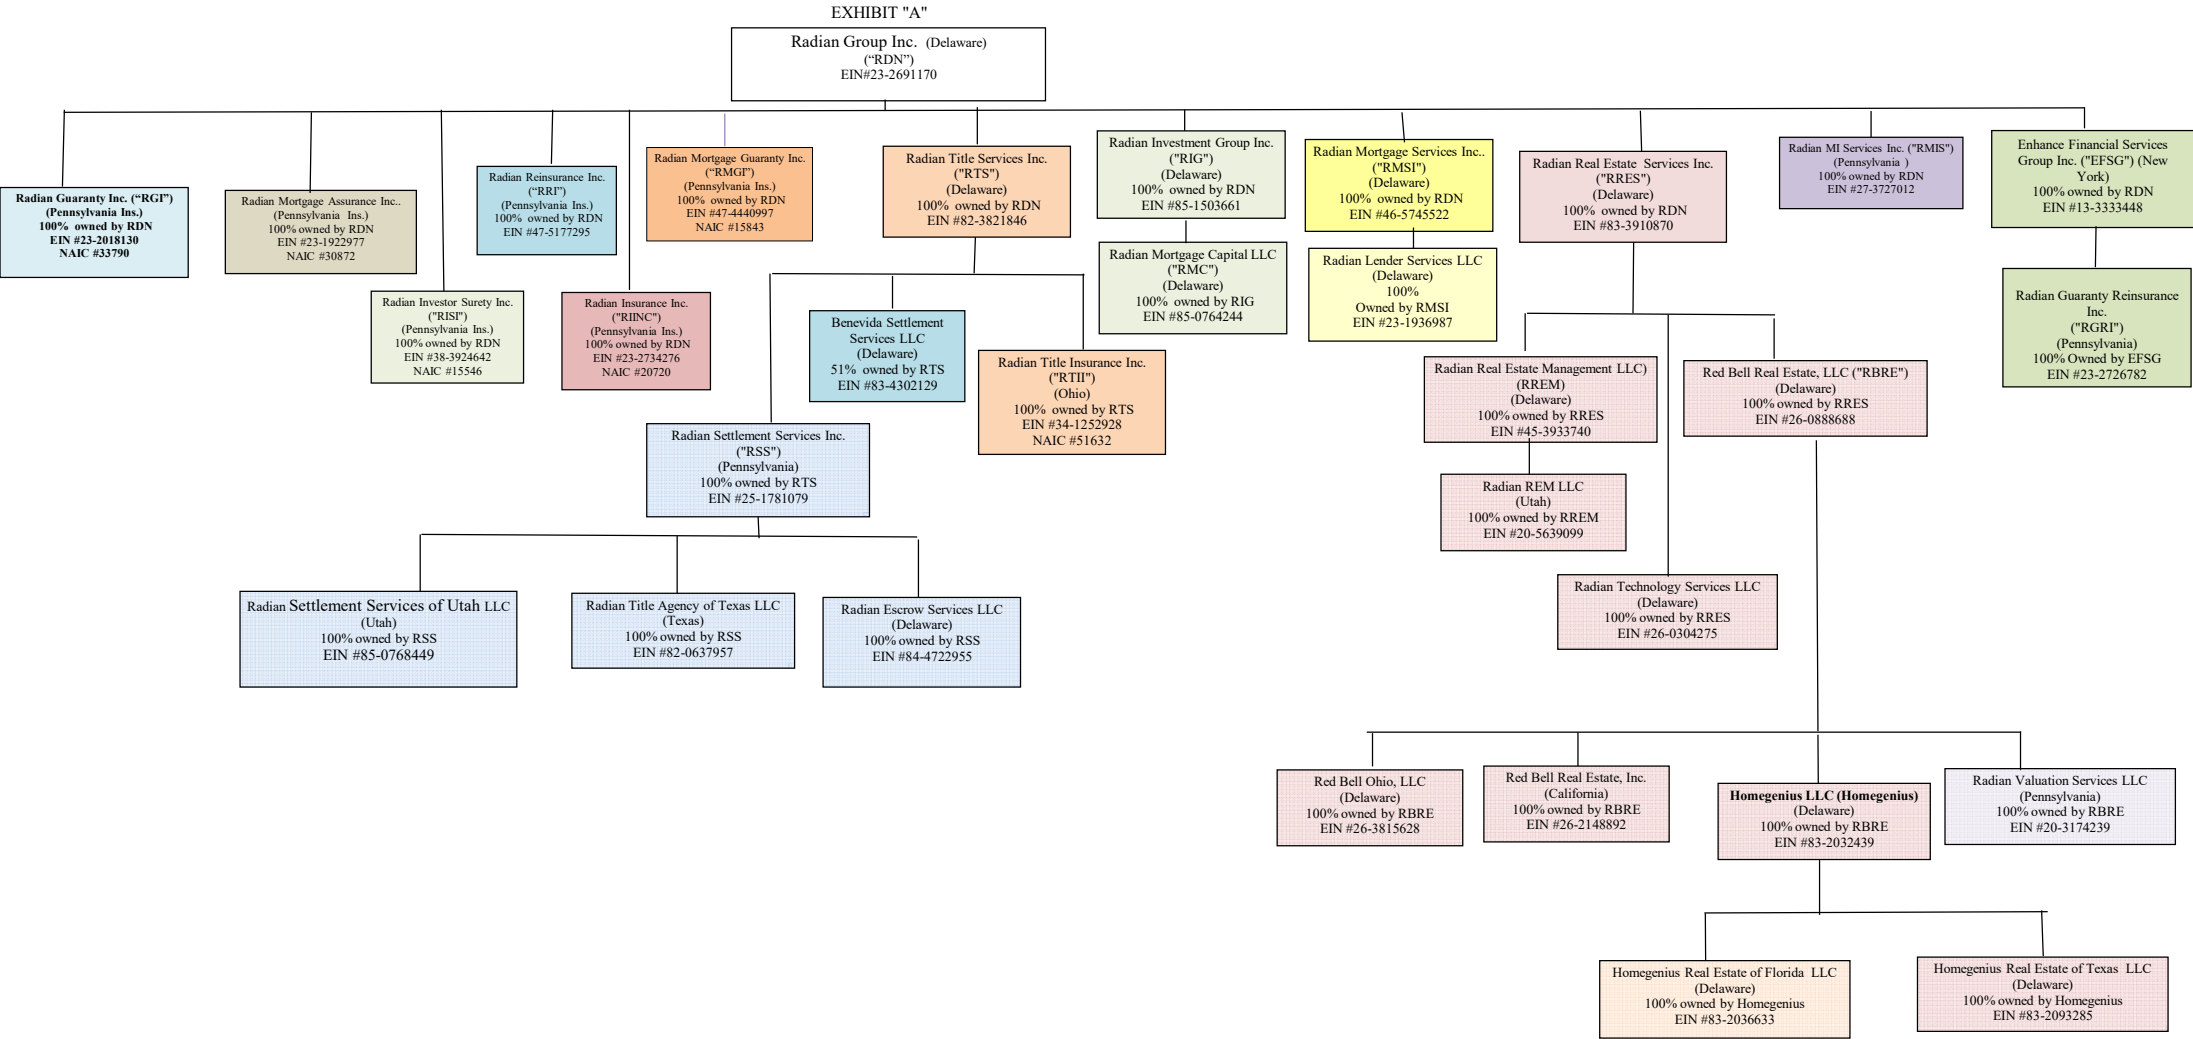 EXHIBIT "A"
Radian Group Inc. (Delaware)
(“RDN”)
EIN#23-2691170
Radian Guaranty Inc. (“RGI”)
(Pennsylvania Ins.)
100% owned by RDN
EIN #23-2018130
NAIC #33790
Radian Mortgage Assurance Inc..
(Pennsylvania Ins.)
100% owned by RDN
EIN #23-1922977
NAIC #30872
Radian Investor Surety Inc.
("RISI")
(Pennsylvania Ins.)
100% owned by RDN
EIN #38-3924642
NAIC #15546
Radian Reinsurance Inc.
(“RRI”)
(Pennsylvania Ins.)
100% owned by RDN
EIN #47-5177295
Radian Insurance Inc.
("RIINC")
(Pennsylvania Ins.)
100% owned by RDN
EIN #23-2734276
NAIC #20720
Radian Mortgage Guaranty Inc.
(“RMGI”)
(Pennsylvania Ins.)
100% owned by RDN
EIN #47-4440997
NAIC #15843
Radian Title Services Inc.
("RTS")
(Delaware)
100% owned by RDN
EIN #82-3821846
Radian Investment Group Inc.
("RIG")
(Delaware)
100% owned by RDN
EIN #85-1503661
Radian Mortgage Capital LLC
("RMC")
(Delaware)
100% owned by RIG
EIN #85-0764244
Radian Mortgage Services Inc..
"RMSI")
(Delaware)
100% owned by RDN
EIN #46-5745522
Radian Lender Services LLC
(Delaware)
100%
Owned by RMSI
EIN #23-1936987
Radian Real Estate Services Inc.
("RRES")
(Delaware)
100% owned by RDN
EIN #83-3910870
Radian MI Services Inc. ("RMIS")
(Pennsylvania )
100% owned by RDN
EIN #27-3727012
Enhance Financial Services
Group Inc. ("EFSG") (New
York)
100% owned by RDN
EIN #13-3333448
Radian Guaranty Reinsurance
Inc.
("RGRI")
(Pennsylvania)
100% Owned by EFSG
EIN #23-2726782
Benevida Settlement
Services LLC
(Delaware)
51% owned by RTS
EIN #83-4302129
Radian Title Insurance Inc.
("RTII")
(Ohio)
100% owned by RTS
EIN #34-1252928
NAIC #51632
Radian Settlement Services Inc.
("RSS")
(Pennsylvania)
100% owned by RTS
EIN #25-1781079
Radian Real Estate Management LLC)
(RREM)
(Delaware)
100% owned by RRES
EIN #45-3933740
Red Bell Real Estate, LLC ("RBRE")
(Delaware)
100% owned by RRES
EIN #26-0888688
Radian REM LLC
(Utah)
100% owned by RREM
EIN #20-5639099
Radian Technology Services LLC
(Delaware)
100% owned by RRES
EIN #26-0304275
Radian Settlement Services of Utah LLC
(Utah)
100% owned by RSS
EIN #85-0768449
Radian Title Agency of Texas LLC
(Texas)
100% owned by RSS
EIN #82-0637957
Radian Escrow Services LLC
(Delaware)
100% owned by RSS
EIN #84-4722955
Red Bell Ohio, LLC
(Delaware)
100% owned by RBRE
EIN #26-3815628
Red Bell Real Estate, Inc.
(California)
100% owned by RBRE
EIN #26-2148892
Homegenius LLC (Homegenius)
(Delaware)
100% owned by RBRE
EIN #83-2032439
Radian Valuation Services LLC
(Pennsylvania)
100% owned by RBRE
EIN #20-3174239
Homegenius Real Estate of Florida LLC
(Delaware)
100% owned by Homegenius
EIN #83-2036633
Homegenius Real Estate of Texas LLC
(Delaware)
100% owned by Homegenius
EIN #83-2093285